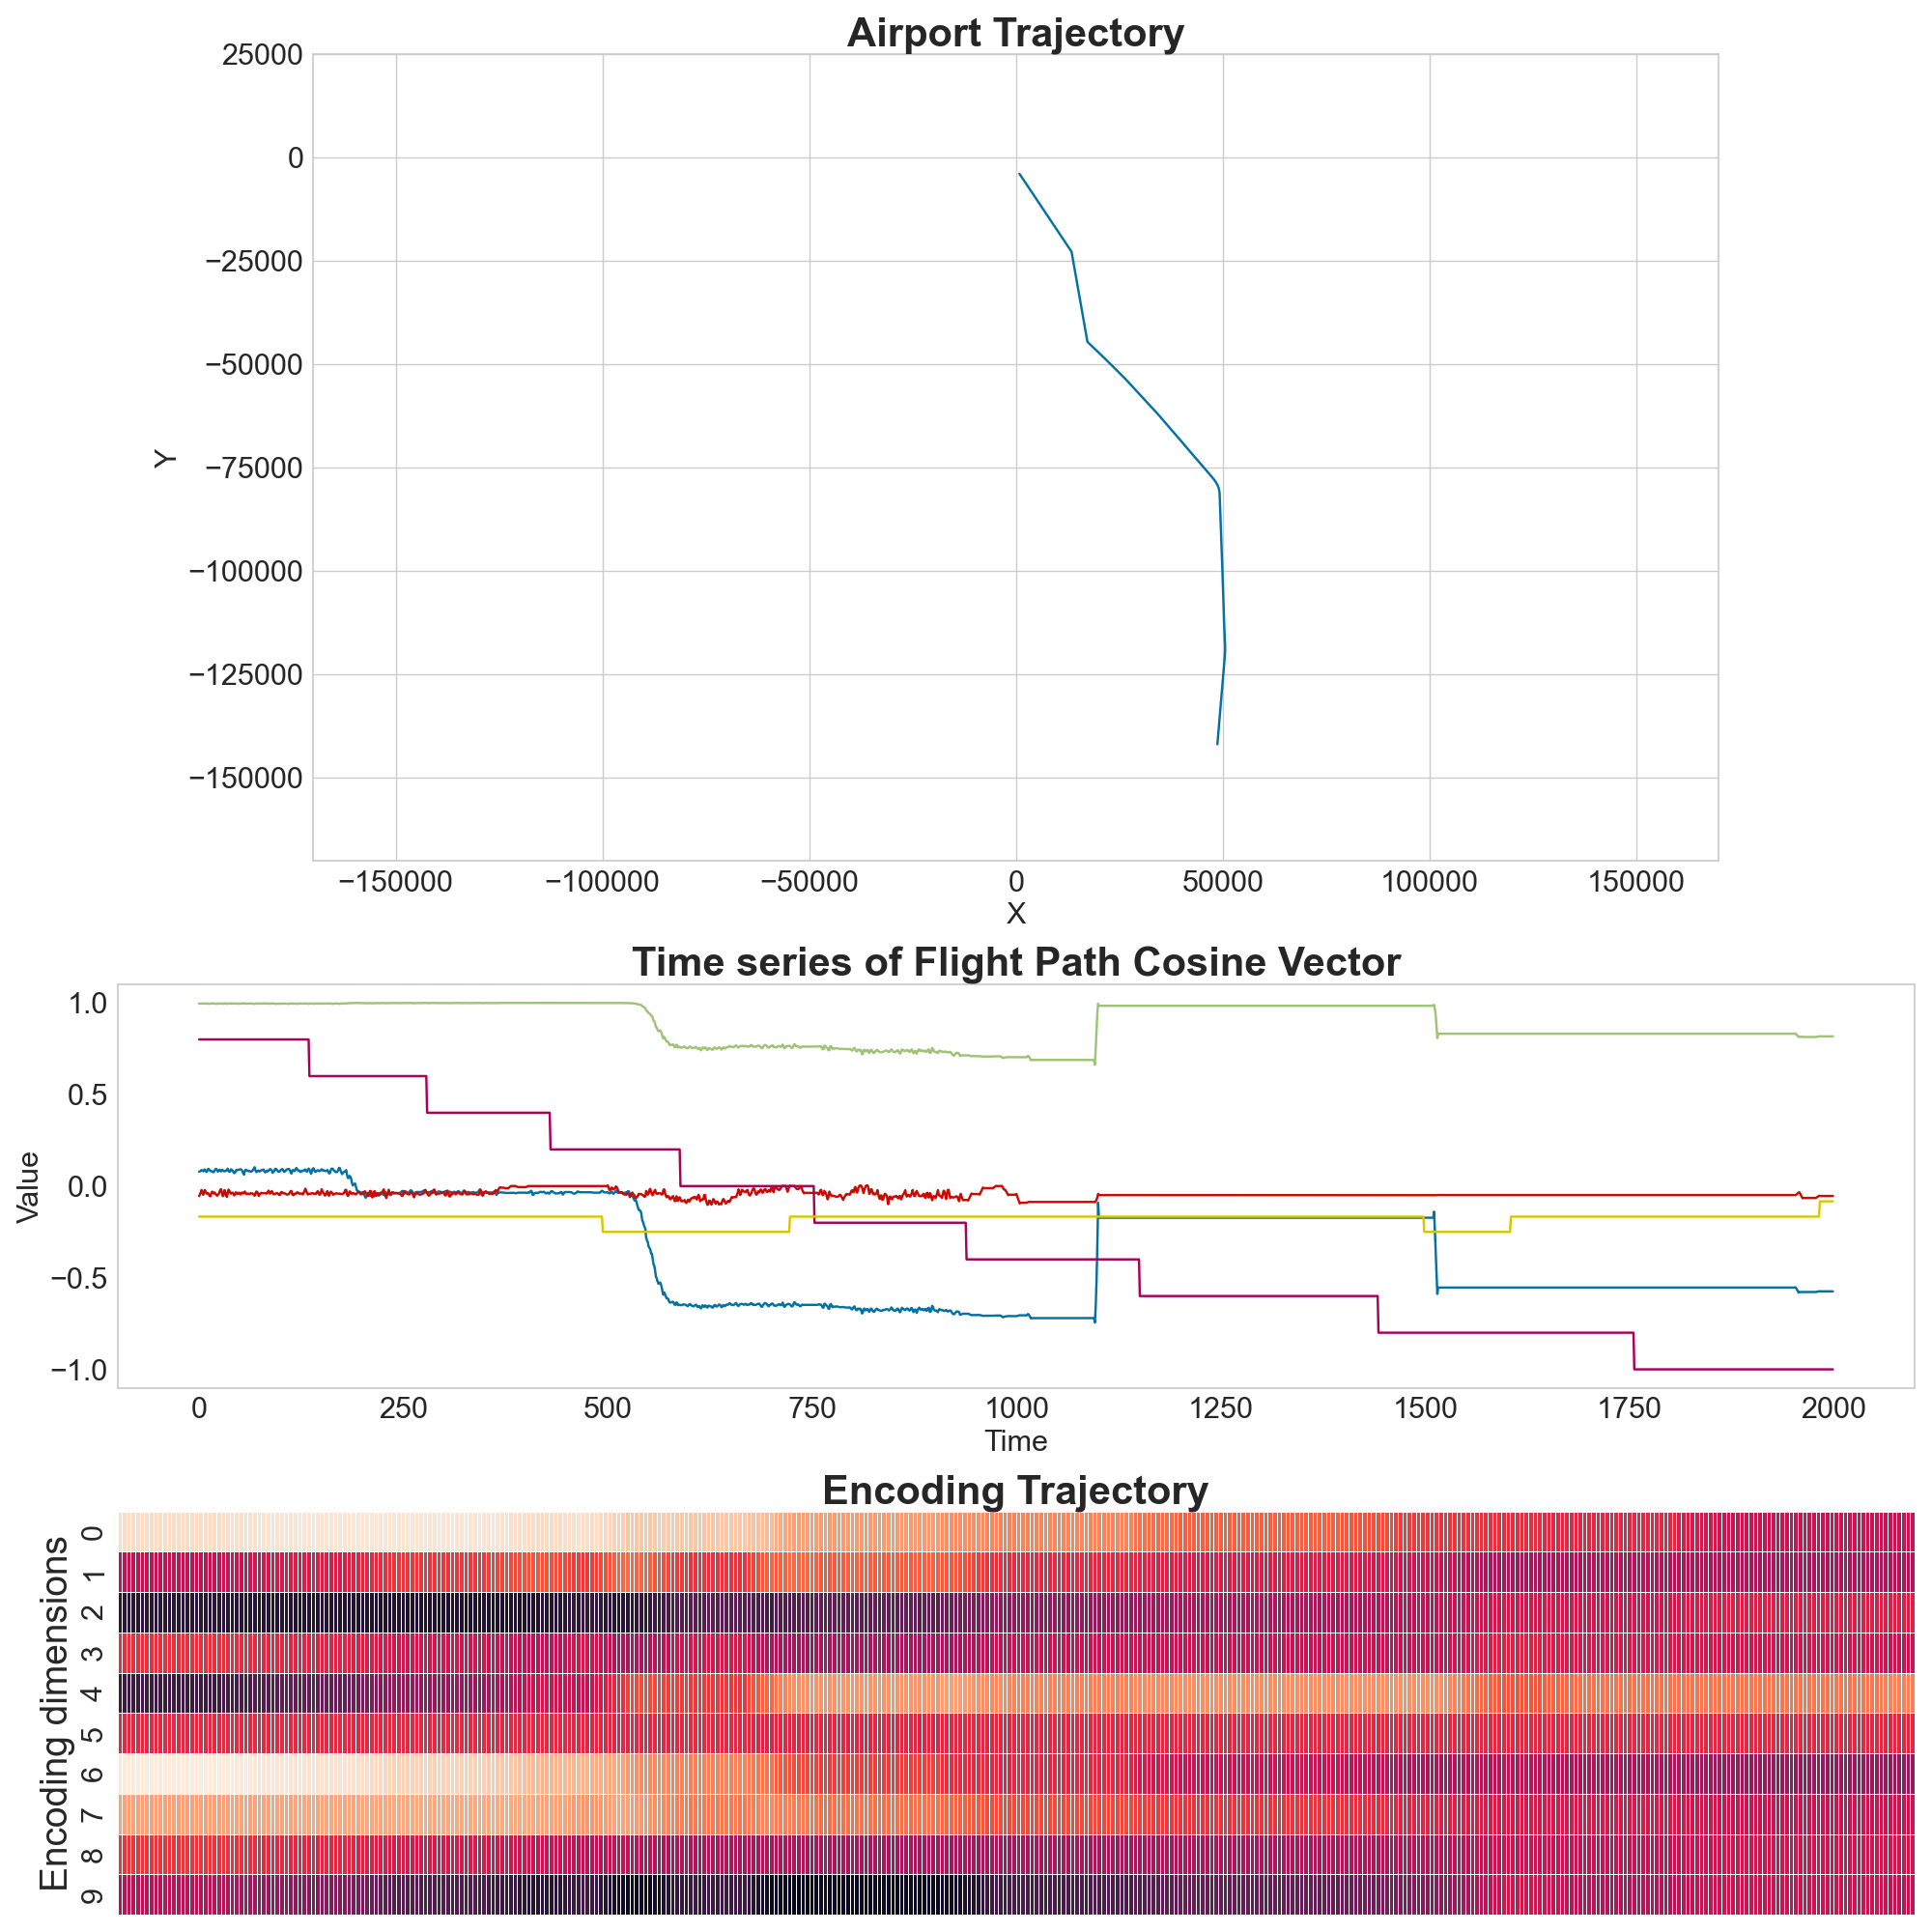 Airport Trajectory
25000
0
−25000
−50000
−75000
−100000
−125000
−150000
Y
−150000 −100000 −50000 0 50000 100000 150000
X
Time series of Flight Path Cosine Vector
1.0
0.5
0.0
−0.5
−1.0
Value
0 250 500 750 1000 1250 1500 1750 2000
Time
Encoding Trajectory
Encoding dimensions
0
1
2
3
4
5
6
7
8
9